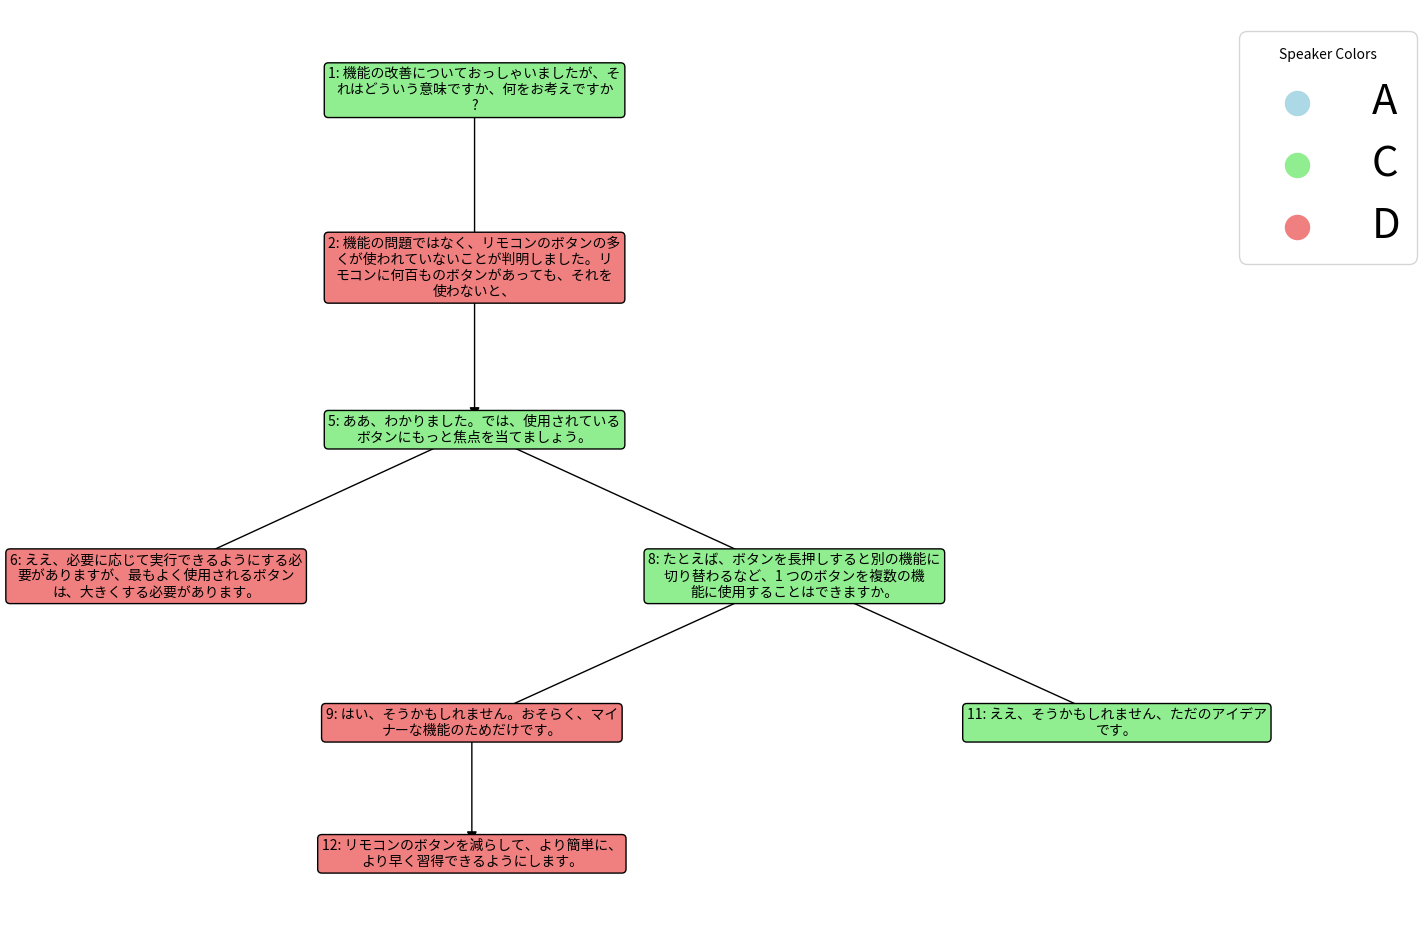 1: 機能の改善についておっしゃいましたが、そ
れはどういう意味ですか、何をお考えですか
?
Speaker Colors
A
C
D
2: 機能の問題ではなく、リモコンのボタンの多
くが使われていないことが判明しました。リ
モコンに何百ものボタンがあっても、それを
使わないと、
5: ああ、わかりました。では、使用されている
ボタンにもっと焦点を当てましょう。
6: ええ、必要に応じて実行できるようにする必
要がありますが、最もよく使用されるボタン
は、大きくする必要があります。
8: たとえば、ボタンを長押しすると別の機能に
切り替わるなど、1 つのボタンを複数の機
能に使用することはできますか。
9: はい、そうかもしれません。おそらく、マイ
ナーな機能のためだけです。
11: ええ、そうかもしれません、ただのアイデア
です。
12: リモコンのボタンを減らして、より簡単に、
より早く習得できるようにします。